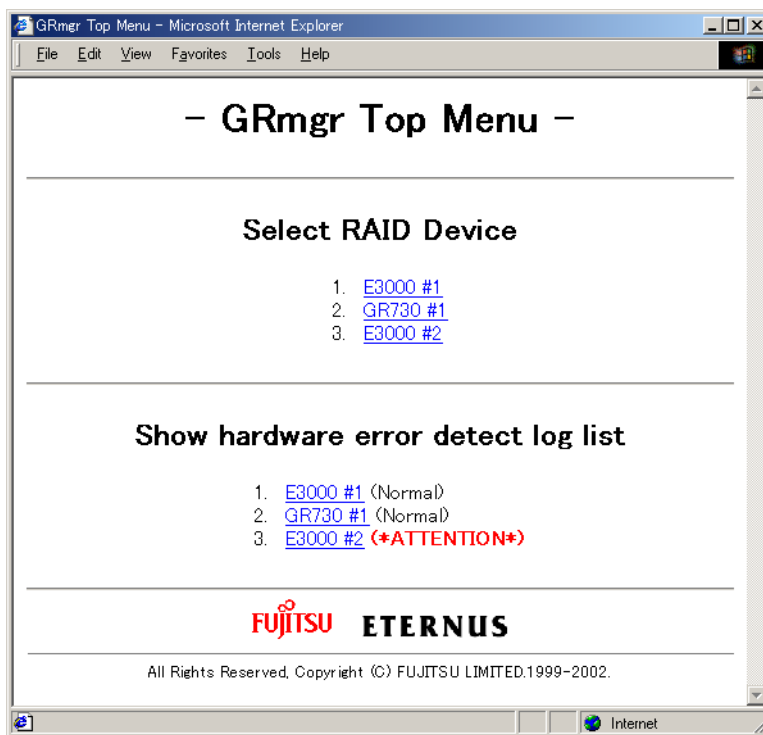 GRmgr Top Menu - Microsoft Internet Explorer
File Edit View Favorites Tools Help
- GRmgr Top Menu -
Select RAID Device
1. E3000 #1
2. GR730 #1
3. E3000 #2
Show hardware error detect log list
1. E3000 #1 (Normal)
2. GR730 #1 (Normal)
3. E3000 #2 (*ATTENTION*)
FUJITSU ETERNUS
All Rights Reserved, Copyright (C) FUJITSU LIMITED.1999-2002.
Internet